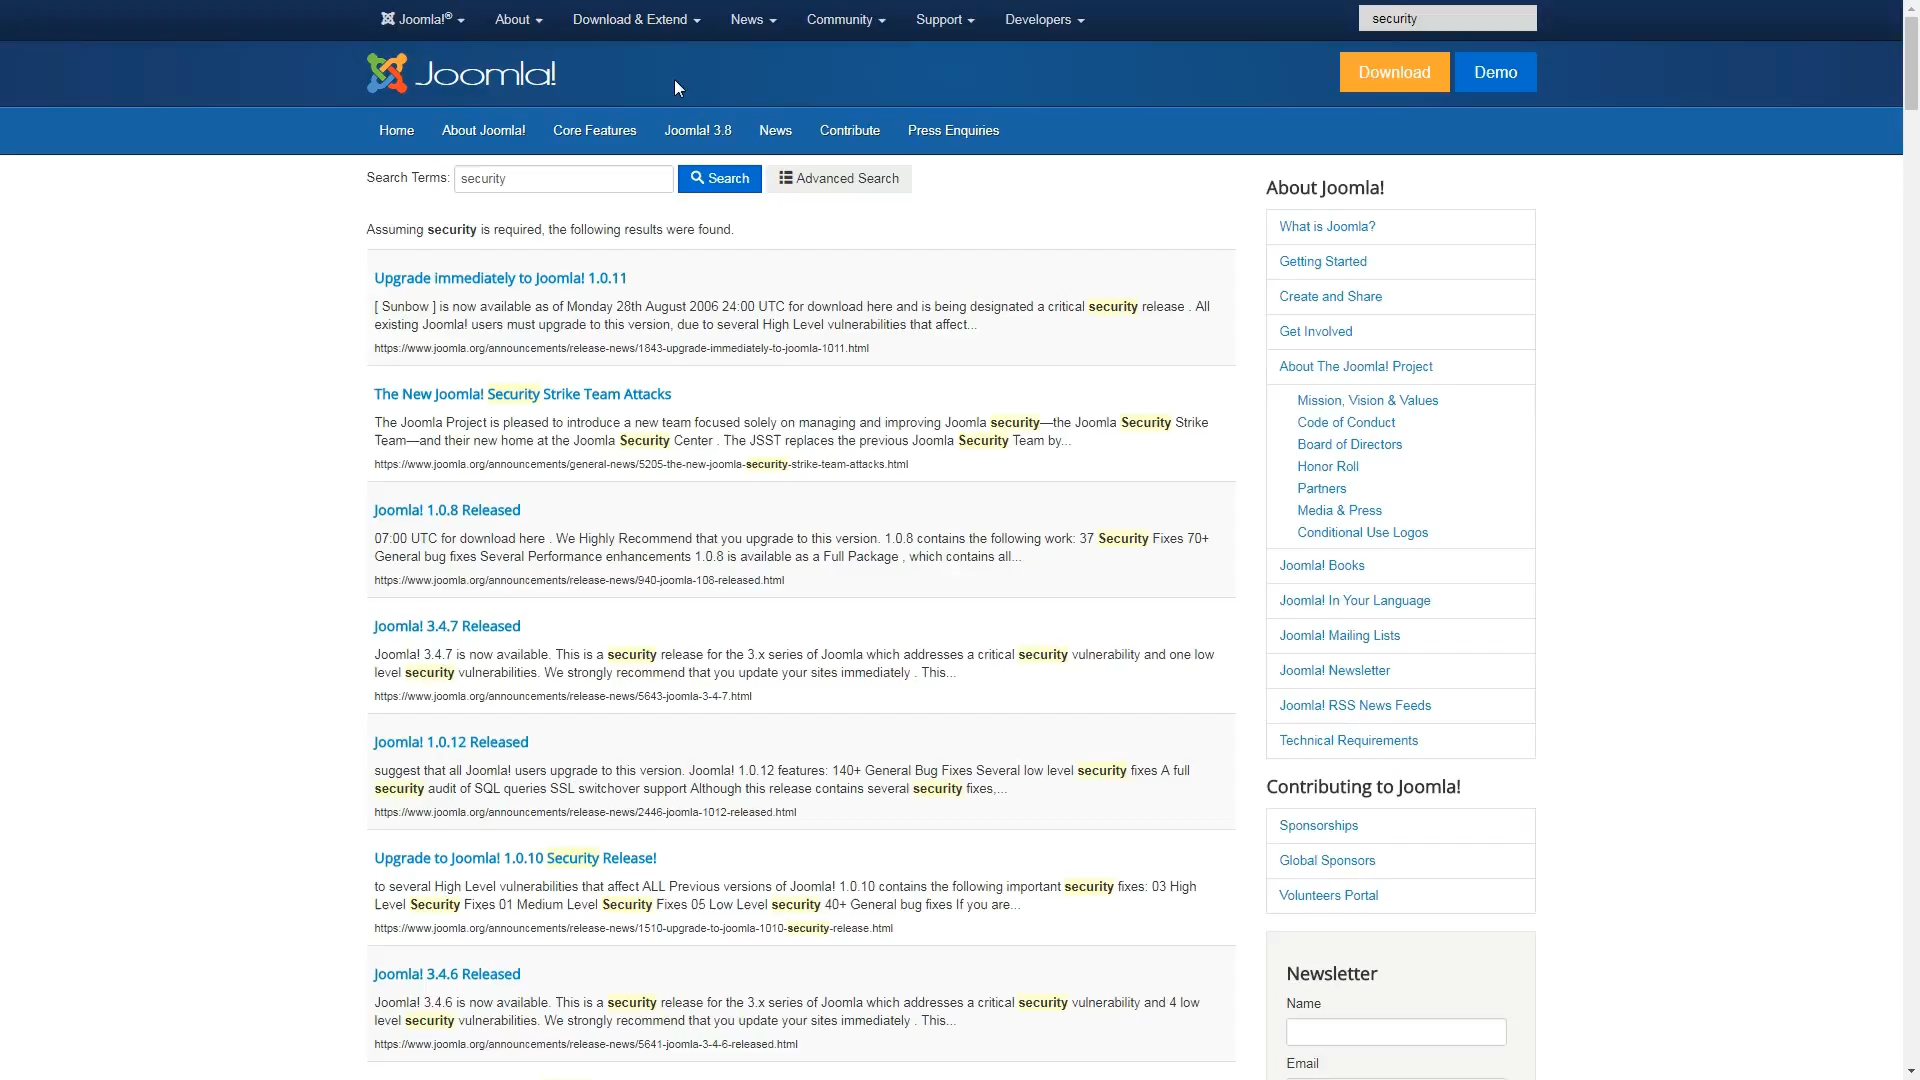 Joomla!® About Download & Extend News Community Support Developers security
Joomla! Download Demo
Home About Joomla! Core Features Joomla! 3.8 News Contribute Press Enquiries
Search Terms: security Search Advanced Search
Assuming security is required, the following results were found.
Upgrade immediately to Joomla! 1.0.11
[ Sunbow ] is now available as of Monday 28th August 2006 24:00 UTC for download here and is being designated a critical security release . All
existing Joomla! users must upgrade to this version, due to several High Level vulnerabilities that affect...
https://www.joomla.org/announcements/release-news/1843-upgrade-immediately-to-joomla-1011.html
The New Joomla! Security Strike Team Attacks
The Joomla Project is pleased to introduce a new team focused solely on managing and improving Joomla security—the Joomla Security Strike
Team—and their new home at the Joomla Security Center . The JSST replaces the previous Joomla Security Team by...
https://www.joomla.org/announcements/general-news/5205-the-new-joomla-security-strike-team-attacks.html
Joomla! 1.0.8 Released
07:00 UTC for download here . We Highly Recommend that you upgrade to this version. 1.0.8 contains the following work: 37 Security Fixes 70+
General bug fixes Several Performance enhancements 1.0.8 is available as a Full Package , which contains all...
https://www.joomla.org/announcements/release-news/940-joomla-108-released.html
Joomla! 3.4.7 Released
Joomla! 3.4.7 is now available. This is a security release for the 3.x series of Joomla which addresses a critical security vulnerability and one low
level security vulnerabilities. We strongly recommend that you update your sites immediately . This...
https://www.joomla.org/announcements/release-news/5643-joomla-3-4-7.html
Joomla! 1.0.12 Released
suggest that all Joomla! users upgrade to this version. Joomla! 1.0.12 features: 140+ General Bug Fixes Several low level security fixes A full
security audit of SQL queries SSL switchover support Although this release contains several security fixes,...
https://www.joomla.org/announcements/release-news/2446-joomla-1012-released.html
Upgrade to Joomla! 1.0.10 Security Release!
to several High Level vulnerabilities that affect ALL Previous versions of Joomla! 1.0.10 contains the following important security fixes: 03 High
Level Security Fixes 01 Medium Level Security Fixes 05 Low Level security 40+ General bug fixes If you are...
https://www.joomla.org/announcements/release-news/1510-upgrade-to-joomla-1010-security-release.html
Joomla! 3.4.6 Released
Joomla! 3.4.6 is now available. This is a security release for the 3.x series of Joomla which addresses a critical security vulnerability and 4 low
level security vulnerabilities. We strongly recommend that you update your sites immediately . This...
https://www.joomla.org/announcements/release-news/5641-joomla-3-4-6-released.html
About Joomla!
What is Joomla?
Getting Started
Create and Share
Get Involved
About The Joomla! Project
Mission, Vision & Values
Code of Conduct
Board of Directors
Honor Roll
Partners
Media & Press
Conditional Use Logos
Joomla! Books
Joomla! In Your Language
Joomla! Mailing Lists
Joomla! Newsletter
Joomla! RSS News Feeds
Technical Requirements
Contributing to Joomla!
Sponsorships
Global Sponsors
Volunteers Portal
Newsletter
Name
Email